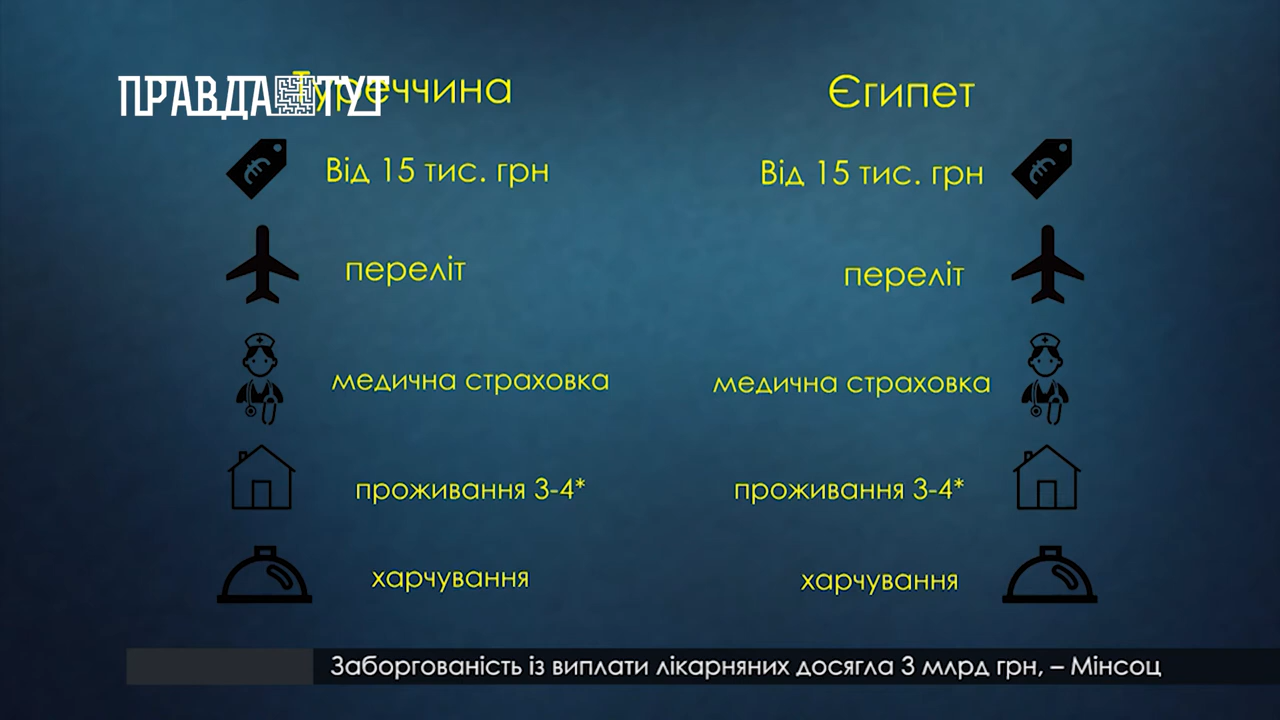 ПРАВДА ТУТ
Туреччина
Єгипет
Від 15 тис. грн
Від 15 тис. грн
переліт
переліт
медична страховка
медична страховка
проживання 3-4*
проживання 3-4*
харчування
харчування
Заборгованість із виплати лікарняних досягла 3 млрд грн, – Мінсоц